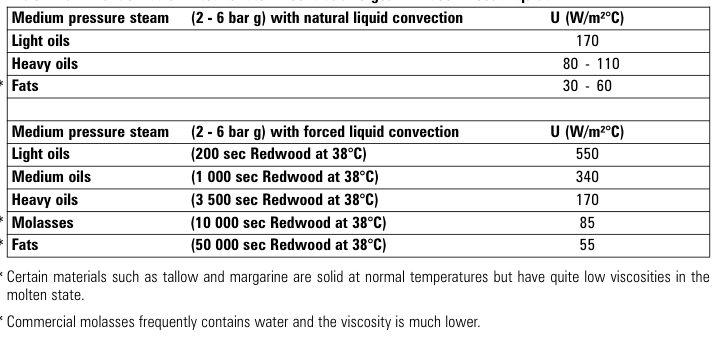 Medium pressure steam (2 - 6 bar g) with natural liquid convection U (W/m²°C)
Light oils 170
Heavy oils 80 - 110
* Fats 30 - 60
Medium pressure steam (2 - 6 bar g) with forced liquid convection U (W/m²°C)
Light oils (200 sec Redwood at 38°C) 550
Medium oils (1 000 sec Redwood at 38°C) 340
Heavy oils (3 500 sec Redwood at 38°C) 170
* Molasses (10 000 sec Redwood at 38°C) 85
* Fats (50 000 sec Redwood at 38°C) 55
* Certain materials such as tallow and margarine are solid at normal temperatures but have quite low viscosities in the
molten state.
* Commercial molasses frequently contains water and the viscosity is much lower.